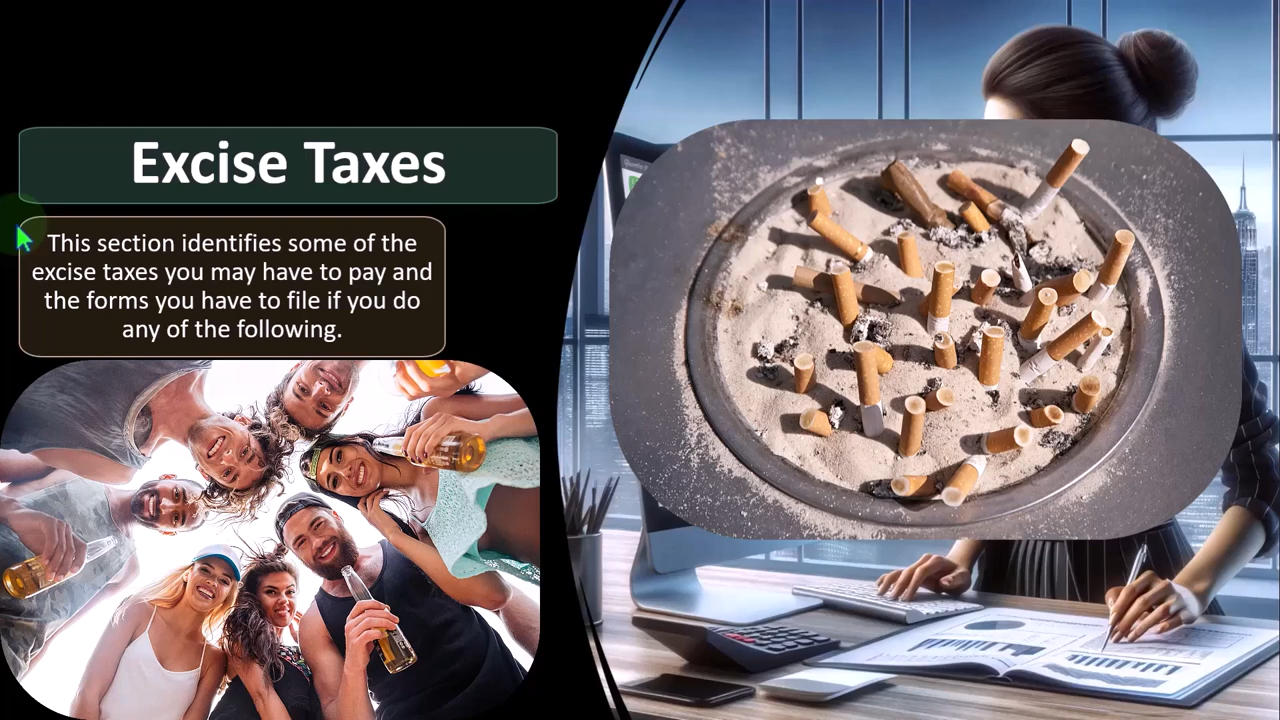 Excise Taxes
This section identifies some of the
excise taxes you may have to pay and
the forms you have to file if you do
any of the following.